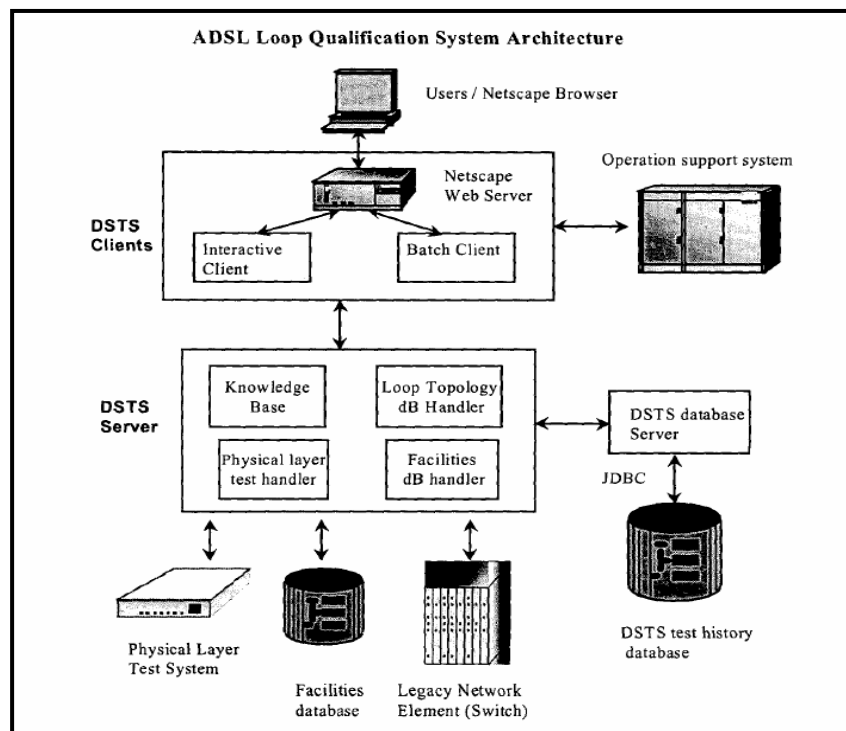 ADSL Loop Qualification System Architecture
Users / Netscape Browser
Netscape
Web Server
Operation support system
DSTS
Clients
Interactive
Client
Batch Client
DSTS
Server
Knowledge
Base
Loop Topology
dB Handler
Physical layer
test handler
Facilities
dB handler
DSTS database
Server
JDBC
Physical Layer
Test System
Facilities
database
Legacy Network
Element (Switch)
DSTS test history
database